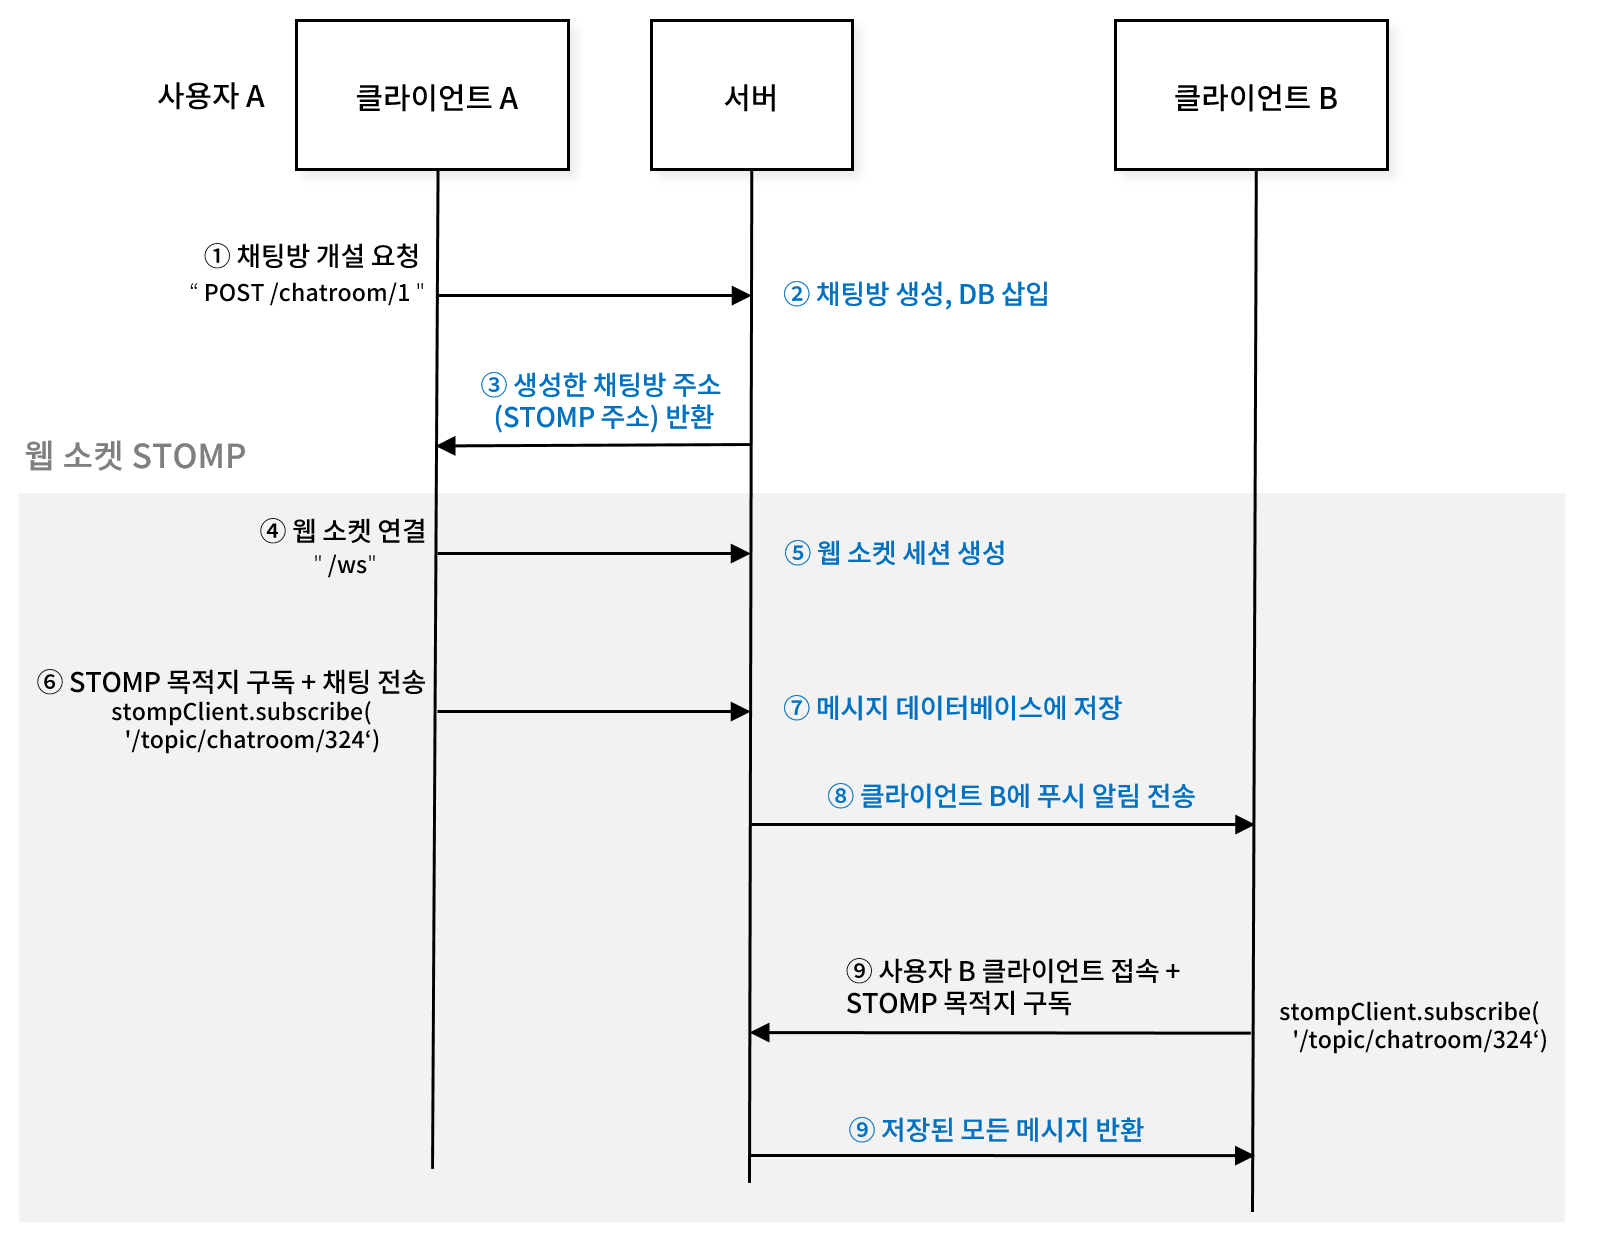 사용자 A
클라이언트 A
서버
클라이언트 B
① 채팅방 개설 요청
“ POST /chatroom/1 "
② 채팅방 생성, DB 삽입
③ 생성한 채팅방 주소
(STOMP 주소) 반환
웹 소켓 STOMP
④ 웹 소켓 연결
" /ws"
⑤ 웹 소켓 세션 생성
⑥ STOMP 목적지 구독 + 채팅 전송
stompClient.subscribe(
'/topic/chatroom/324‘)
⑦ 메시지 데이터베이스에 저장
⑧ 클라이언트 B에 푸시 알림 전송
⑨ 사용자 B 클라이언트 접속 +
STOMP 목적지 구독
stompClient.subscribe(
'/topic/chatroom/324‘)
⑨ 저장된 모든 메시지 반환